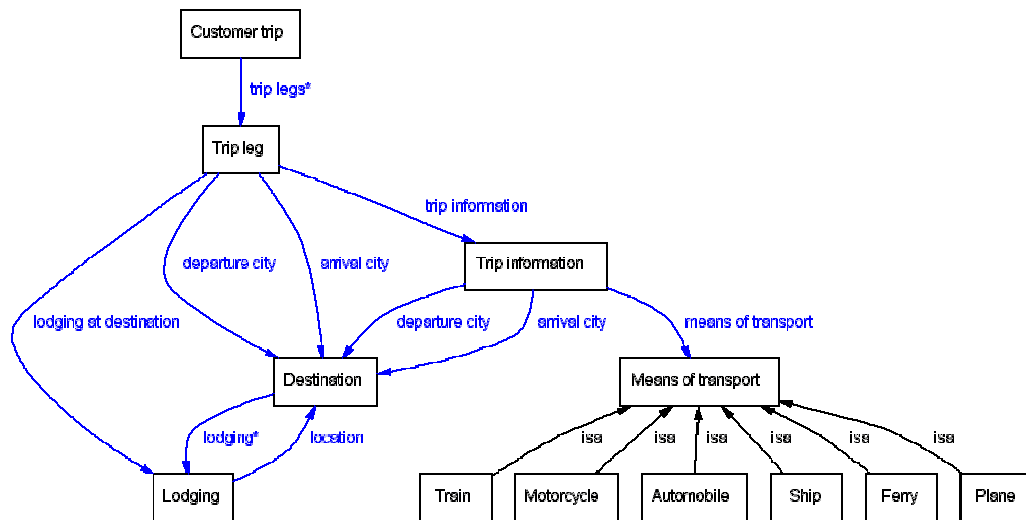 Customer trip
trip legs*
Trip leg
trip information
departure city
arrival city
Trip information
lodging at destination
departure city
arrival city
means of transport
Destination
Means of transport
lodging*
location
isa
isa
isa
isa
isa
isa
Lodging
Train
Motorcycle
Automobile
Ship
Ferry
Plane